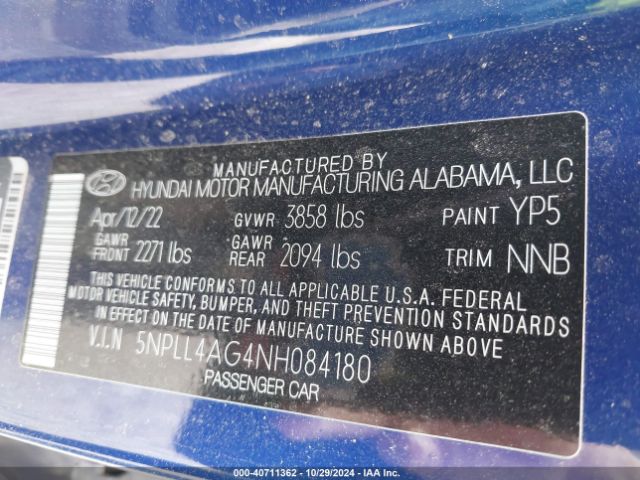 MANUFACTURED BY
HYUNDAI MOTOR MANUFACTURING ALABAMA, LLC
Apr/12/22 GVWR 3858 lbs PAINT YP5
GAWR FRONT 2271 lbs GAWR REAR 2094 lbs TRIM NNB
THIS VEHICLE CONFORMS TO ALL APPLICABLE U.S.A. FEDERAL
MOTOR VEHICLE SAFETY, BUMPER, AND THEFT PREVENTION STANDARDS
IN EFFECT ON THE DATE OF MANUFACTURE SHOWN ABOVE.
V.I.N 5NPLL4AG4NH084180
PASSENGER CAR
000-40711362 - 10/29/2024 - IAA Inc.